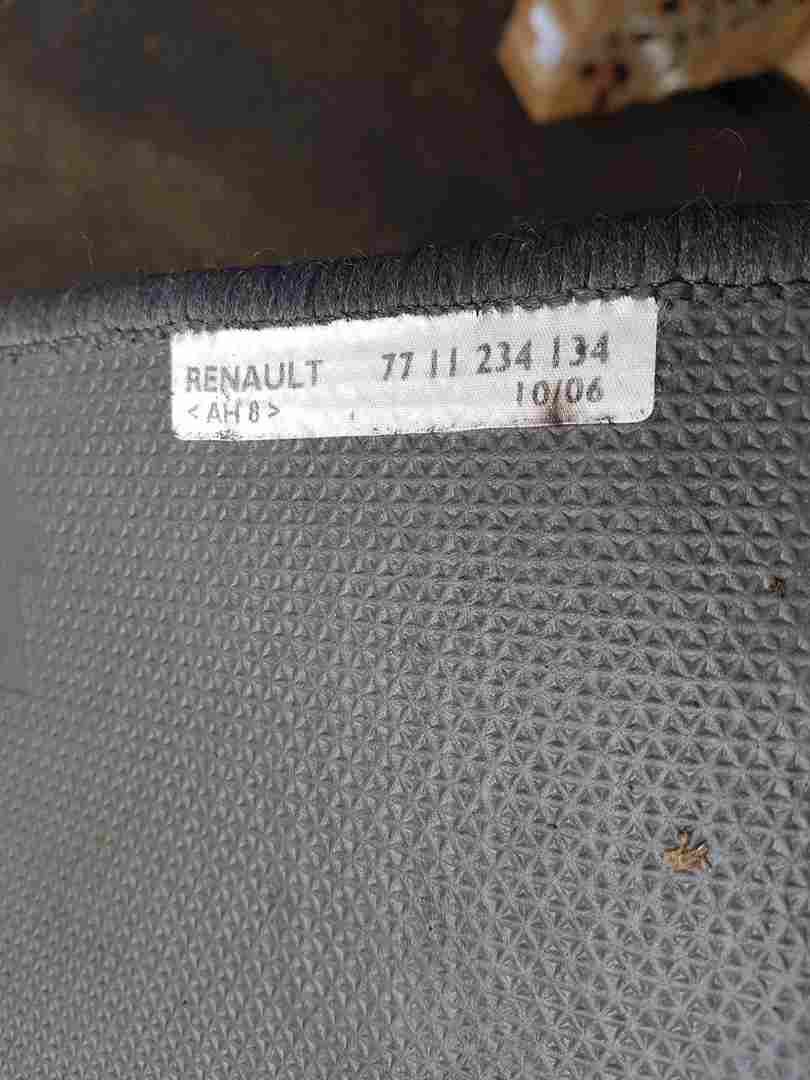 RENAULT 77 11 234 134
< AH 8 > 10/06